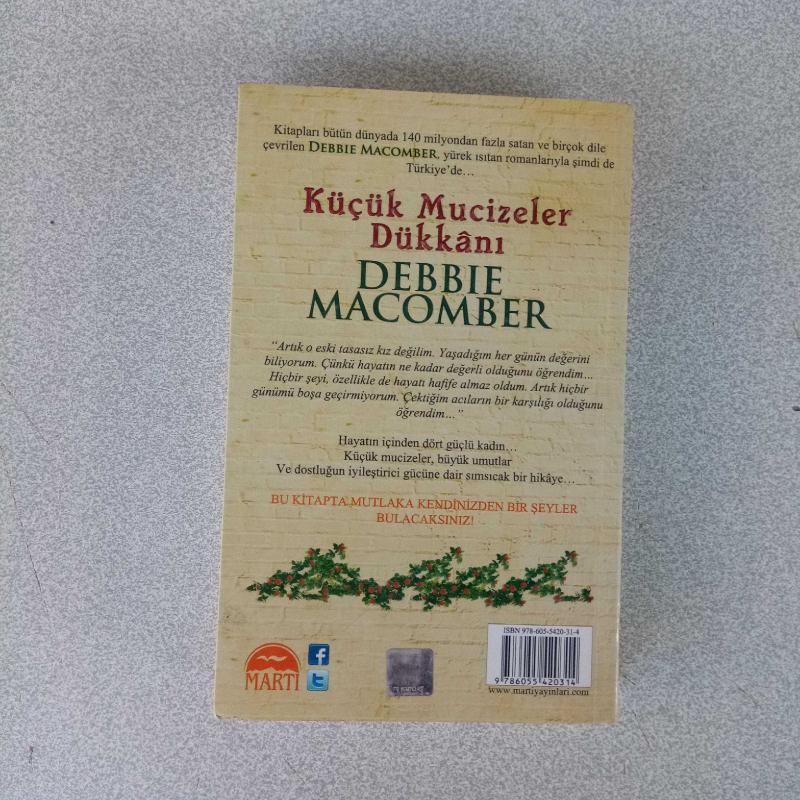 Kitapları bütün dünyada 140 milyondan fazla satan ve birçok dile
çevrilen DEBBIE MACOMBER, yürek ısıtan romanlarıyla şimdi de
Türkiye'de...
Küçük Mucizeler
Dükkânı
DEBBIE
MACOMBER
"Artık o eski tasasız kız değilim. Yaşadığım her günün değerini
biliyorum. Çünkü hayatın ne kadar değerli olduğunu öğrendim...
Hiçbir şeyi, özellikle de hayatı hafife almaz oldum. Artık hiçbir
günümü boşa geçirmiyorum. Çektiğim acıların bir karşılığı olduğunu
öğrendim..."
Hayatın içinden dört güçlü kadın...
Küçük mucizeler, büyük umutlar
Ve dostluğun iyileştirici gücüne dair sımsıcak bir hikâye...
BU KİTAPTA MUTLAKA KENDİNİZDEN BİR ŞEYLER
BULACAKSINIZ!
ISBN 978-605-5420-31-4
9 786055 420314
www.martiyayinlari.com
MARTI